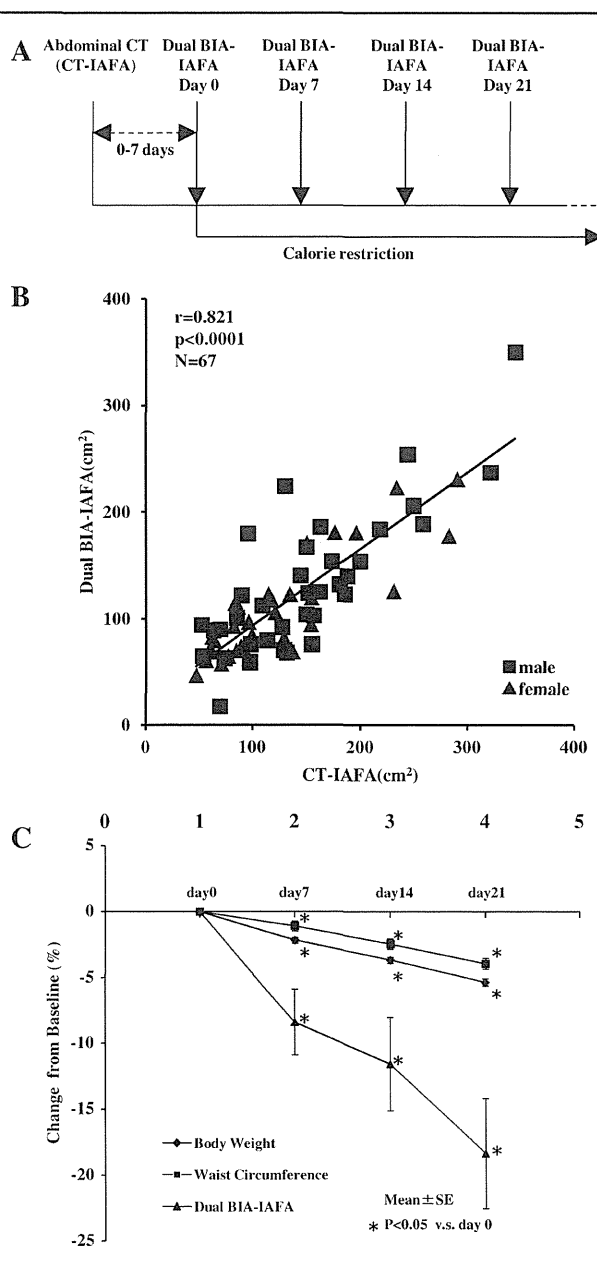 A
Abdominal CT
(CT-IAFA)
Dual BIA-
IAFA
Day 0
Dual BIA-
IAFA
Day 7
Dual BIA-
IAFA
Day 14
Dual BIA-
IAFA
Day 21
0-7 days
Calorie restriction
B
400
300
200
100
0
Dual BIA-IAFA(cm²)
r=0.821
p<0.0001
N=67
male
female
0 100 200 300 400
CT-IAFA(cm²)
C
0 1 2 3 4 5
5
0
-5
-10
-15
-20
-25
Change from Baseline (%)
day0 day7 day14 day21
* * *
* * *
* * *
Body Weight
Waist Circumference
Dual BIA-IAFA
Mean±SE
* P<0.05 v.s. day 0